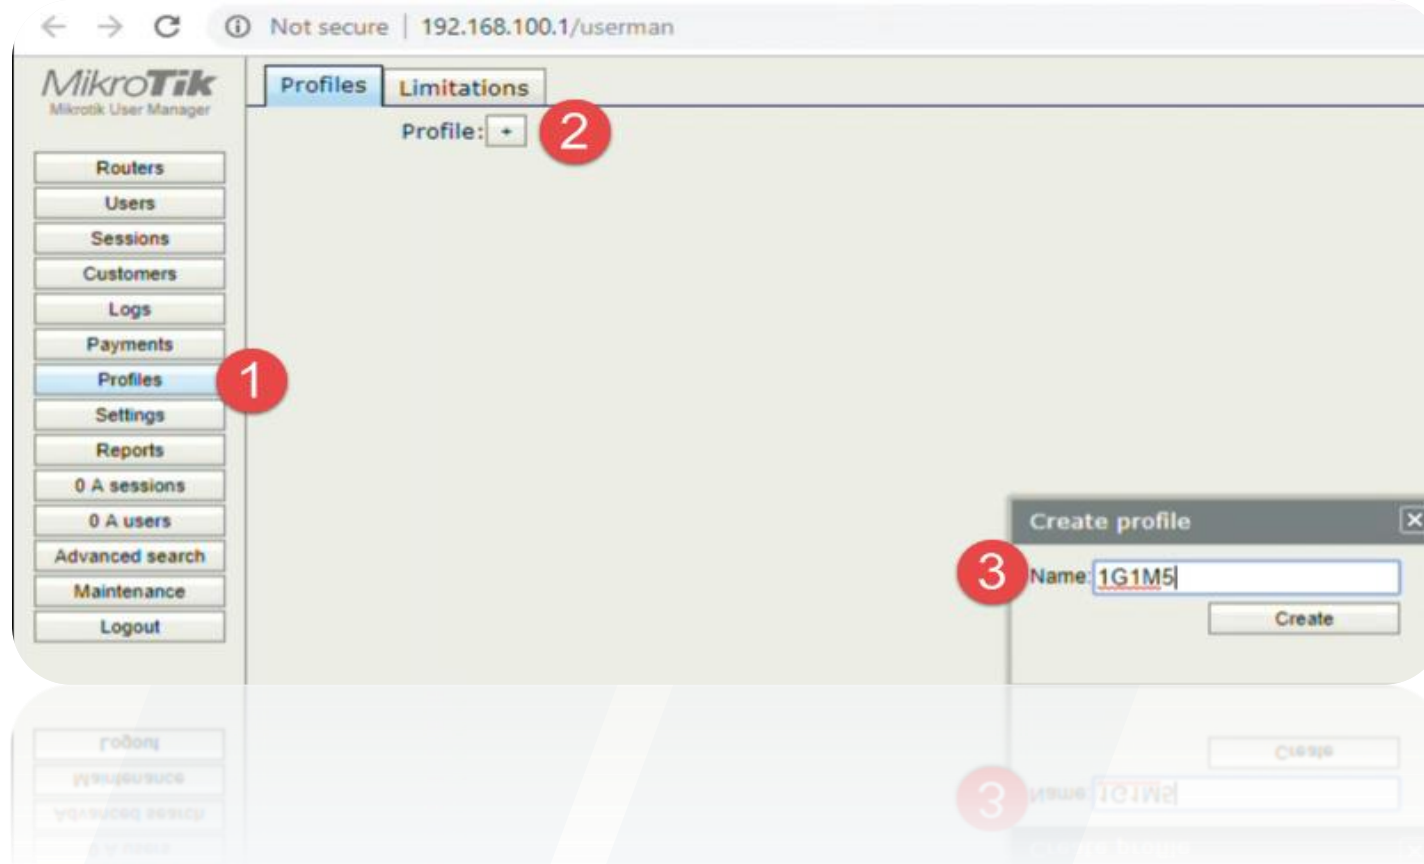 Not secure | 192.168.100.1/userman
MikroTik
Mikrotik User Manager
Profiles
Limitations
Profile: +
2
Routers
Users
Sessions
Customers
Logs
Payments
Profiles
1
Settings
Reports
0 A sessions
0 A users
Advanced search
Maintenance
Logout
Create profile
3
Name: 1G1M5
Create